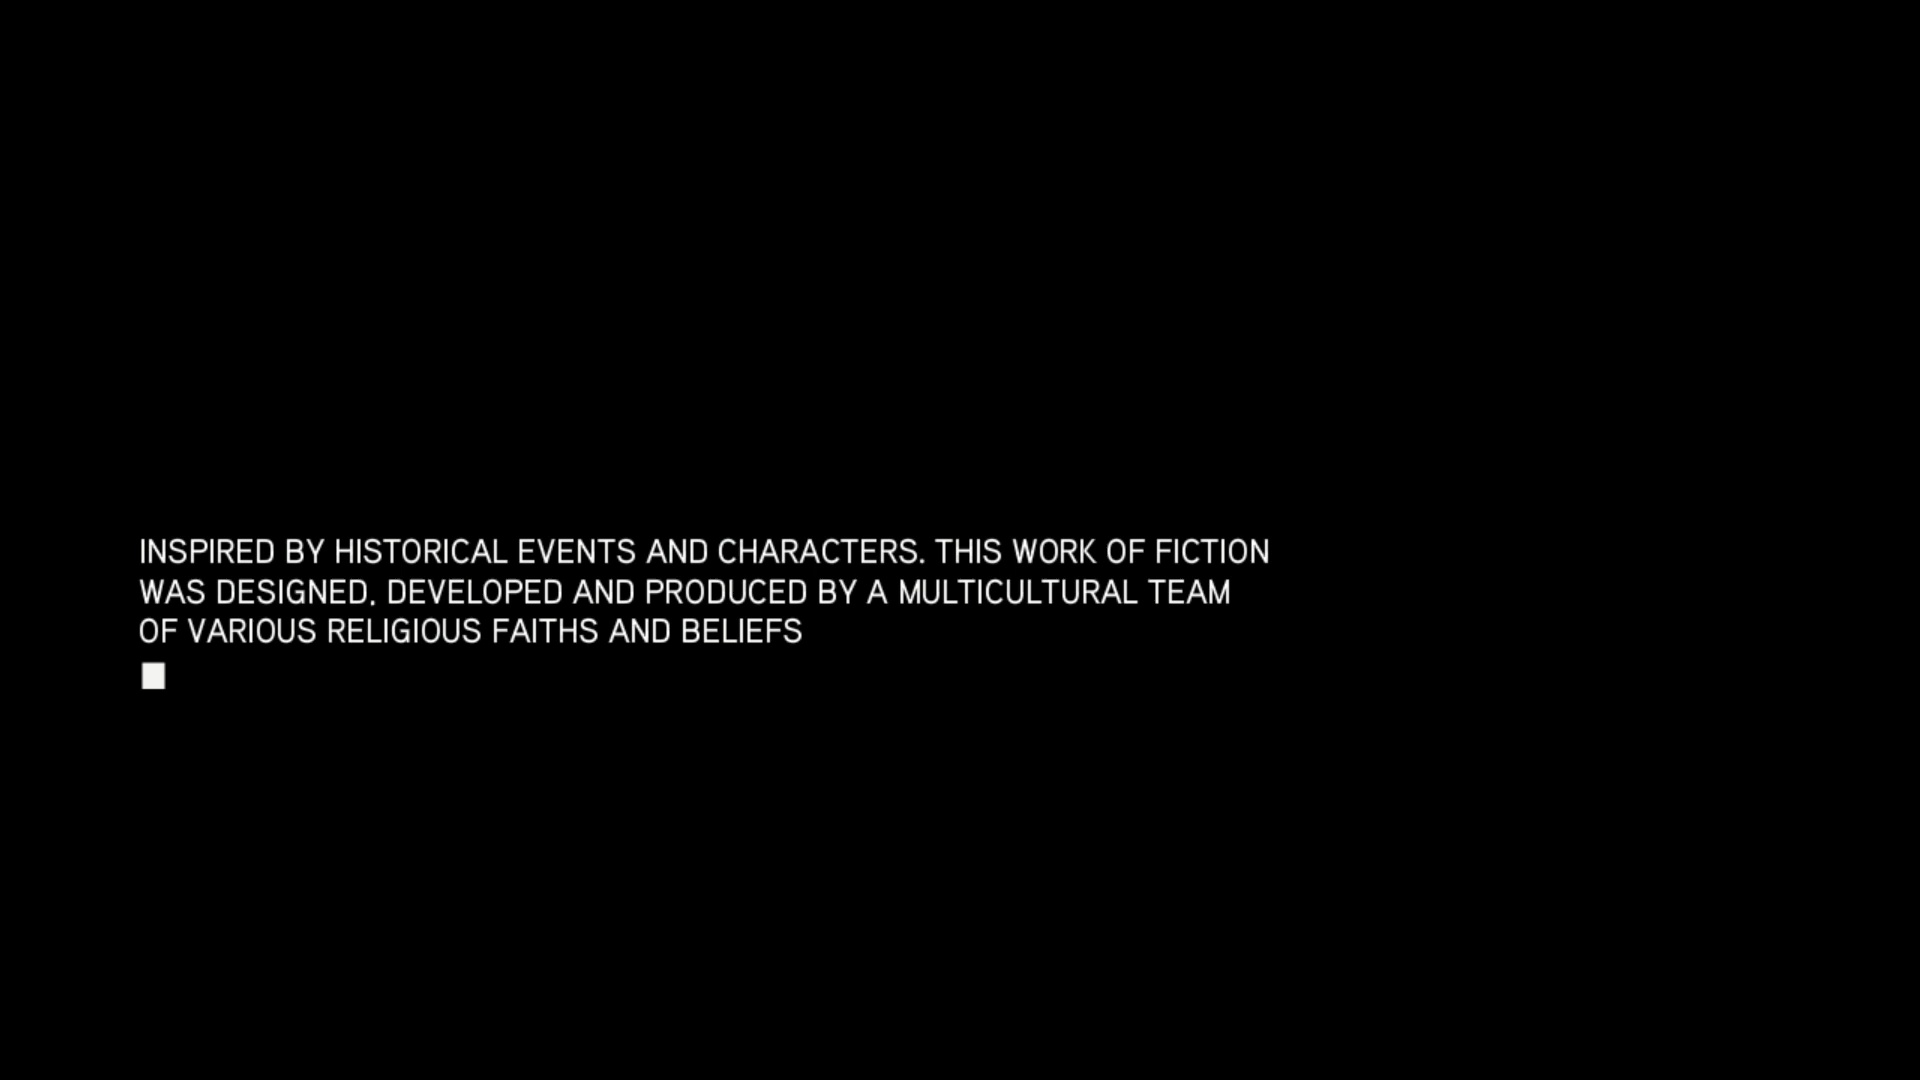 INSPIRED BY HISTORICAL EVENTS AND CHARACTERS. THIS WORK OF FICTION
WAS DESIGNED, DEVELOPED AND PRODUCED BY A MULTICULTURAL TEAM
OF VARIOUS RELIGIOUS FAITHS AND BELIEFS